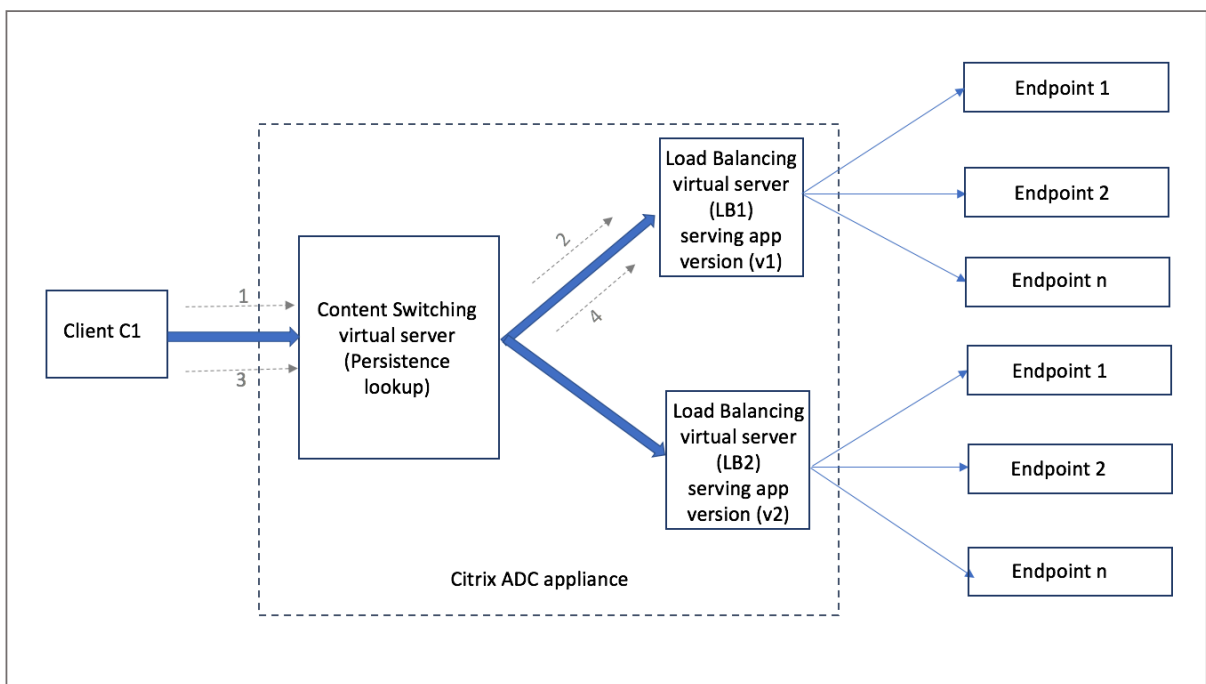 Client C1
1
3
Content Switching
virtual server
(Persistence
lookup)
2
4
Load Balancing
virtual server
(LB1)
serving app
version (v1)
Load Balancing
virtual server
(LB2)
serving app
version (v2)
Citrix ADC appliance
Endpoint 1
Endpoint 2
Endpoint n
Endpoint 1
Endpoint 2
Endpoint n